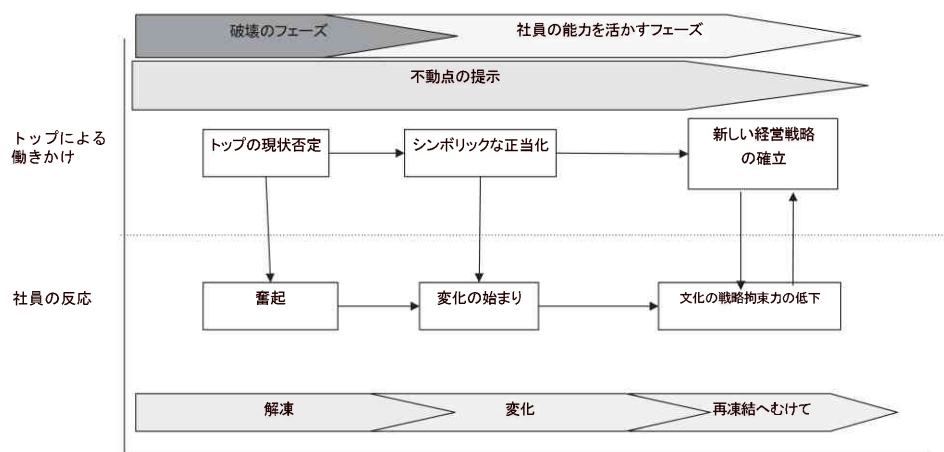 破壊のフェーズ
社員の能力を活かすフェーズ
不動点の提示
トップによる
働きかけ
トップの現状否定
シンボリックな正当化
新しい経営戦略
の確立
社員の反応
奮起
変化の始まり
文化の戦略拘束力の低下
解凍
変化
再凍結へむけて